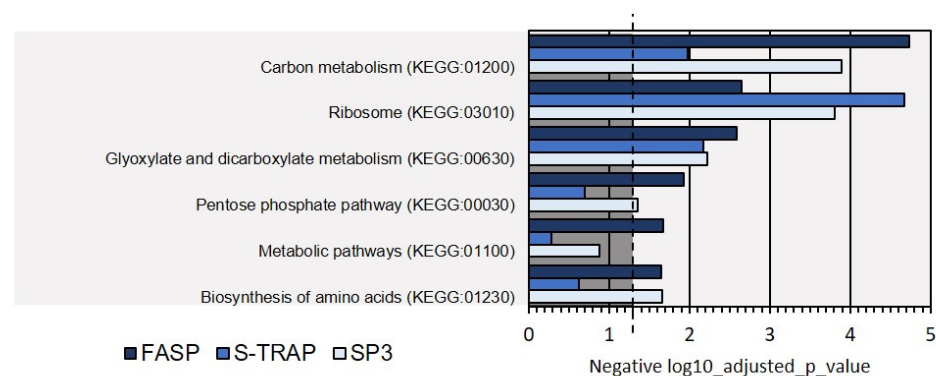 Carbon metabolism (KEGG:01200)
Ribosome (KEGG:03010)
Glyoxylate and dicarboxylate metabolism (KEGG:00630)
Pentose phosphate pathway (KEGG:00030)
Metabolic pathways (KEGG:01100)
Biosynthesis of amino acids (KEGG:01230)
0 1 2 3 4 5
FASP S-TRAP SP3
Negative log10_adjusted_p_value